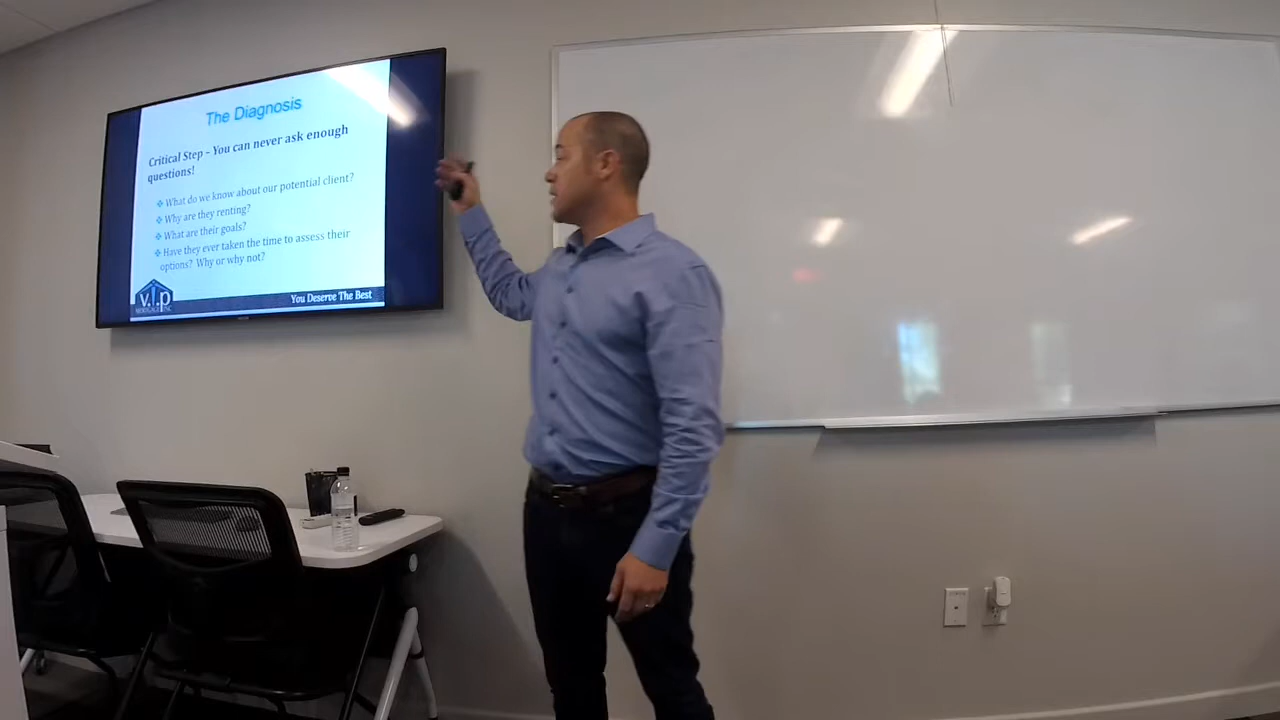 The Diagnosis
Critical Step – You can never ask enough
questions!
❖ What do we know about our potential client?
❖ Why are they renting?
❖ What are their goals?
❖ Have they ever taken the time to assess their
options? Why or why not?
v.i.p
MORTGAGE INC
You Deserve The Best